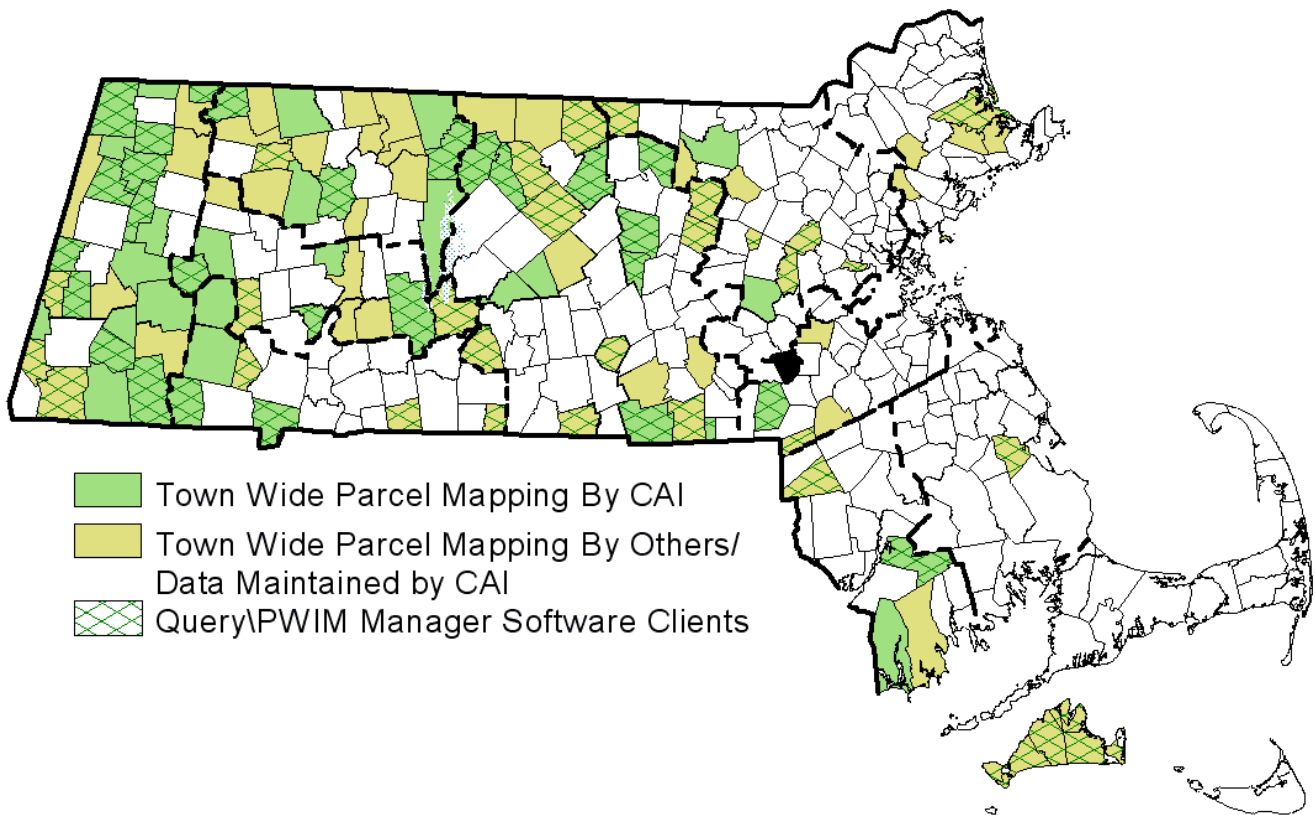 Town Wide Parcel Mapping By CAI
Town Wide Parcel Mapping By Others/
Data Maintained by CAI
Query\PWIM Manager Software Clients